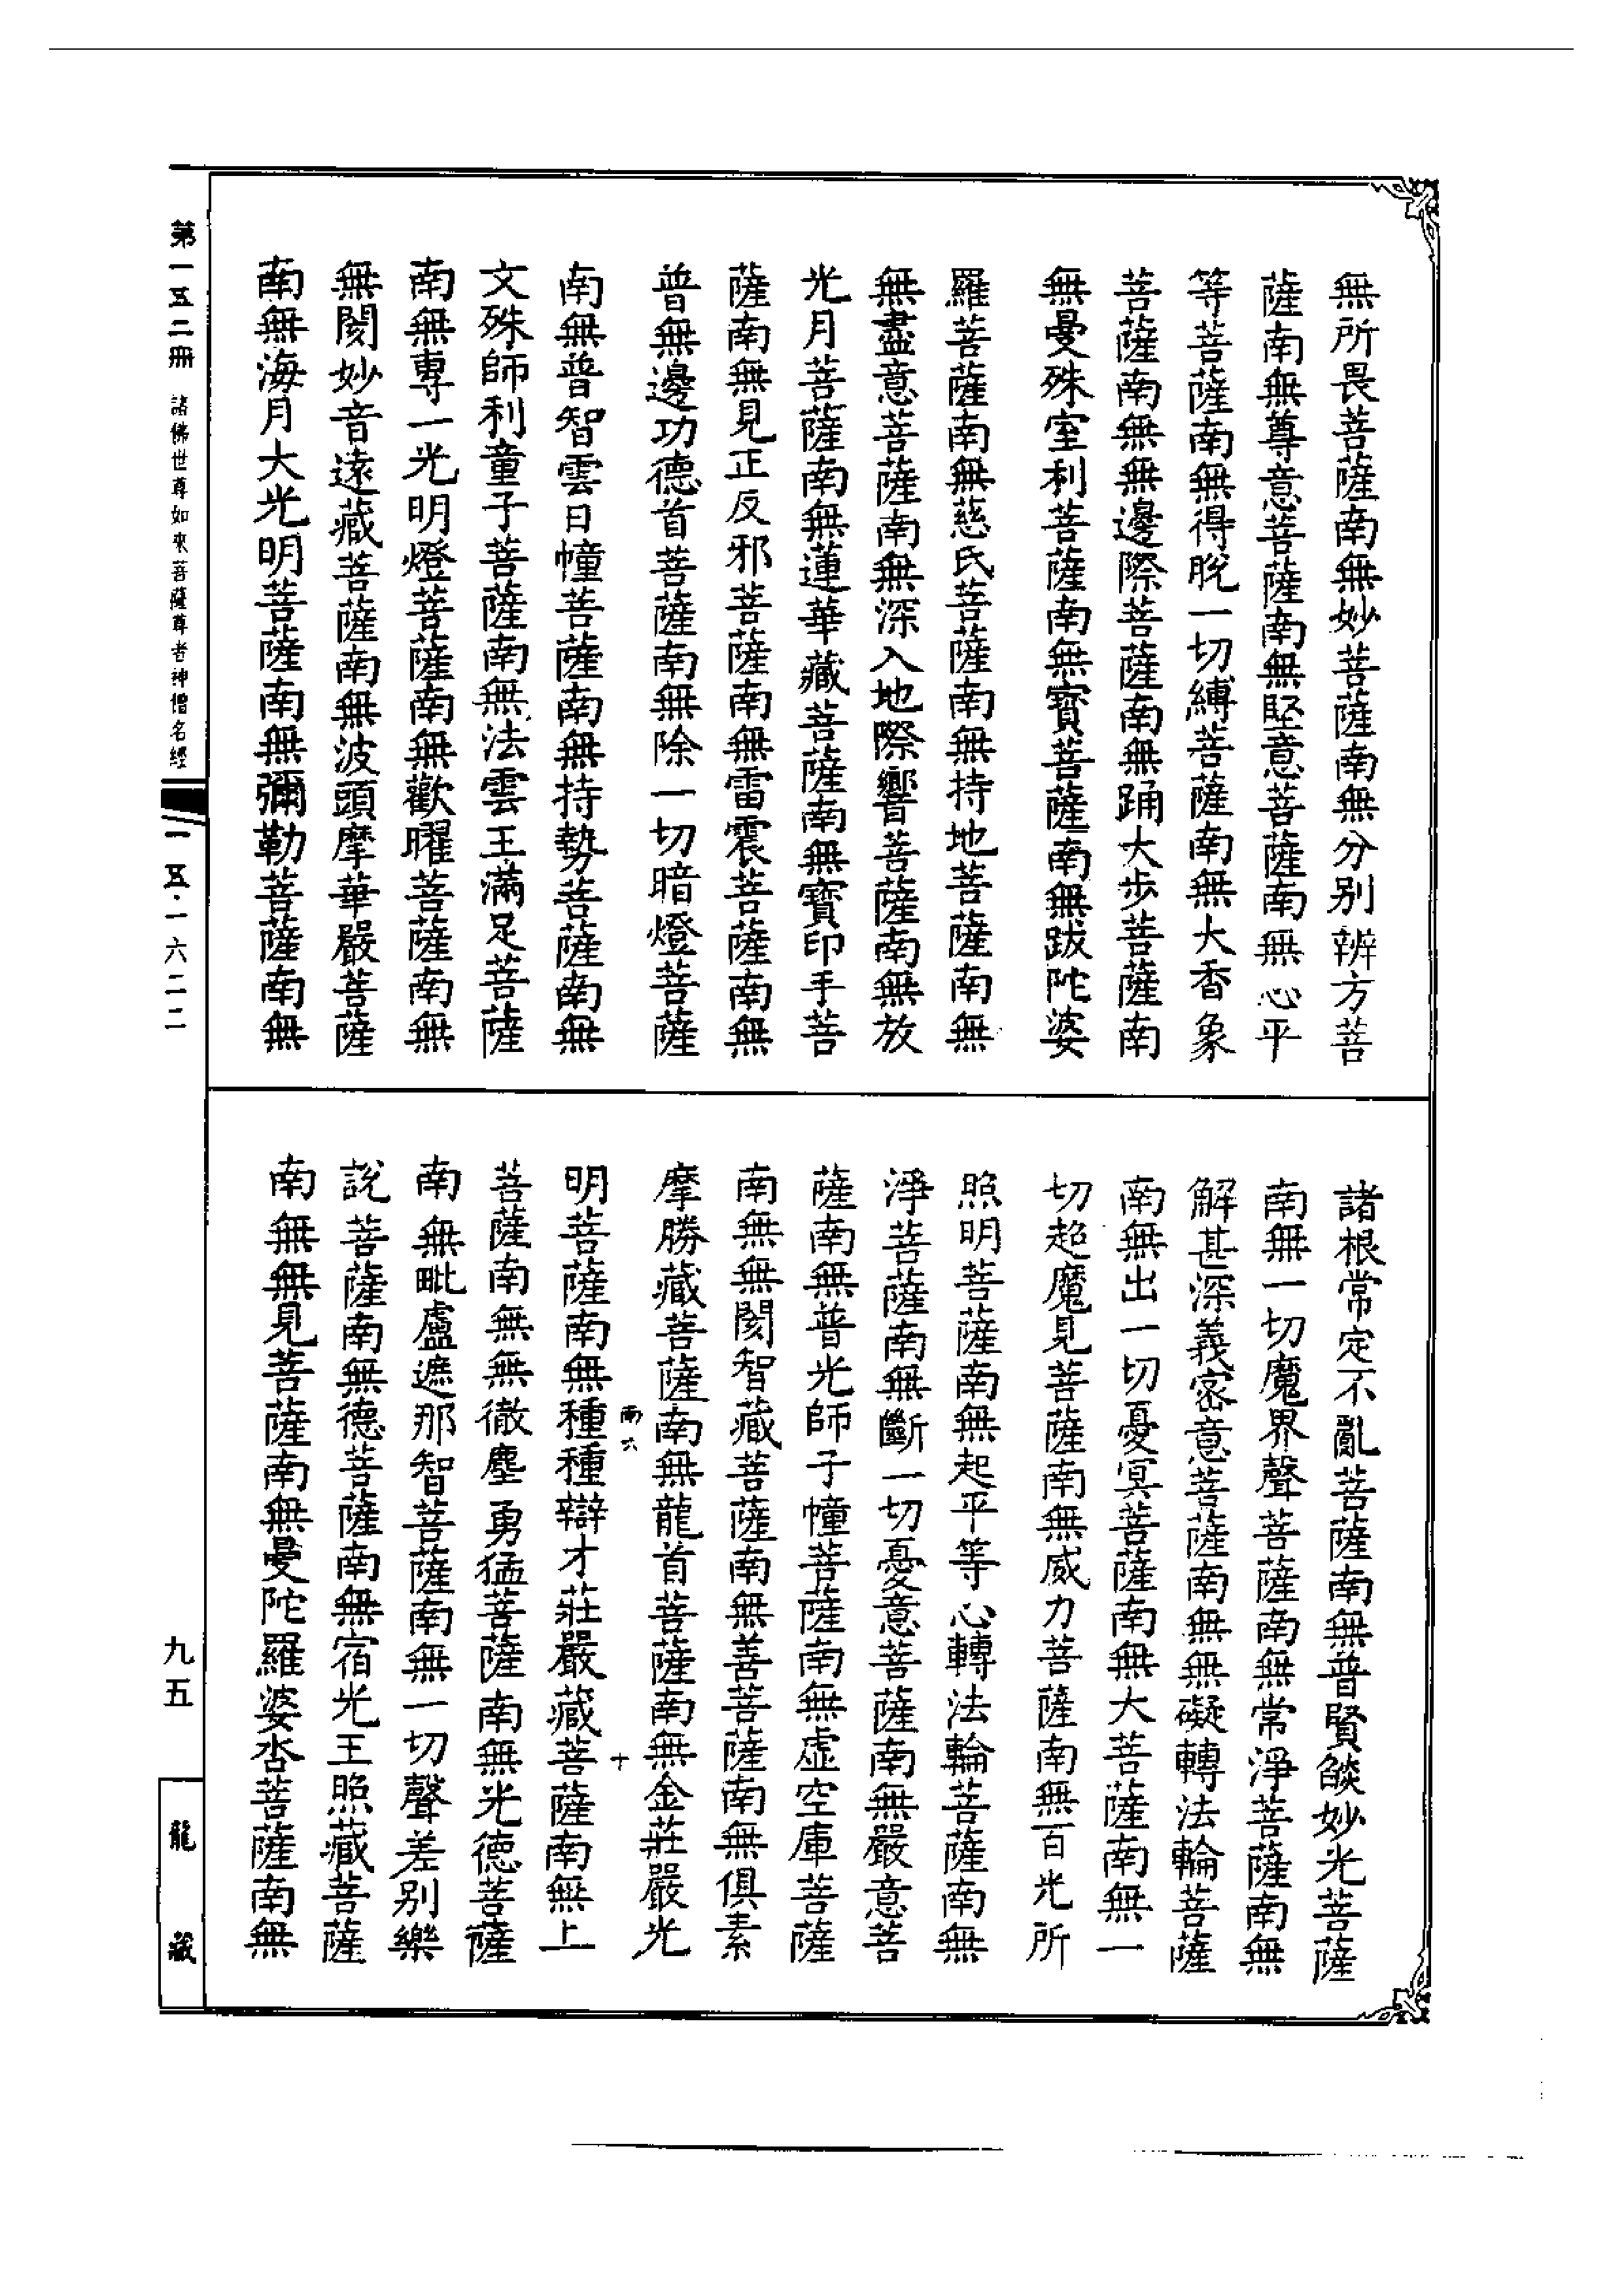 無所畏菩薩南無妙菩薩南無分別辨方菩
薩南無尊意菩薩南無堅意菩薩南無心平
等菩薩南無得脫一切縛菩薩南無大香象
菩薩南無無邊際菩薩南無踊大步菩薩南
無曼殊室利菩薩南無寶菩薩南無跋陀婆
羅菩薩南無慈氏菩薩南無持地菩薩南無
無盡意菩薩南無深入地際響音菩薩南無放
光月菩薩南無蓮華藏菩薩南無寶印手菩
薩南無見正反邪菩薩南無雷震菩薩南無
普無邊功德首菩薩南無除一切暗燈菩薩
南無普智雲日幢菩薩南無持勢菩薩南無
文殊師利童子菩薩南無法雲王滿足菩薩
南無專一光明燈菩薩南無歡曜菩薩南無
無閡妙音遠藏菩薩南無波頭摩華嚴菩薩
南無海月大光明菩薩南無彌勒菩薩南無
諸根常定不亂菩薩南無普賢燄妙光菩薩
南無一切魔界聲菩薩南無常淨菩薩南無
解甚深義密意菩薩南無無礙轉法輪菩薩
南無出一切憂冥菩薩南無大菩薩南無一
切超魔見菩薩南無威力菩薩南無百光所
照明菩薩南無起平等心轉法輪菩薩南無
淨菩薩南無斷一切憂意菩薩南無嚴意菩
薩南無普光師子幢菩薩南無虛空庫菩薩
南無無閡智藏菩薩南無善菩薩南無俱素
摩勝藏菩薩南無龍首菩薩南無金莊嚴光
明菩薩南無種種辯才莊嚴藏菩薩南無上
菩薩南無無徹塵勇猛菩薩南無光德菩薩
南無毗盧遮那智菩薩南無一切聲差別樂
說菩薩南無德菩薩南無宿光王照藏菩薩
南無無見菩薩南無曼陀羅婆沓菩薩南無
第一五二冊 諸佛世尊如來菩薩尊者神僧名經
一五·一六二二
九五
龍藏